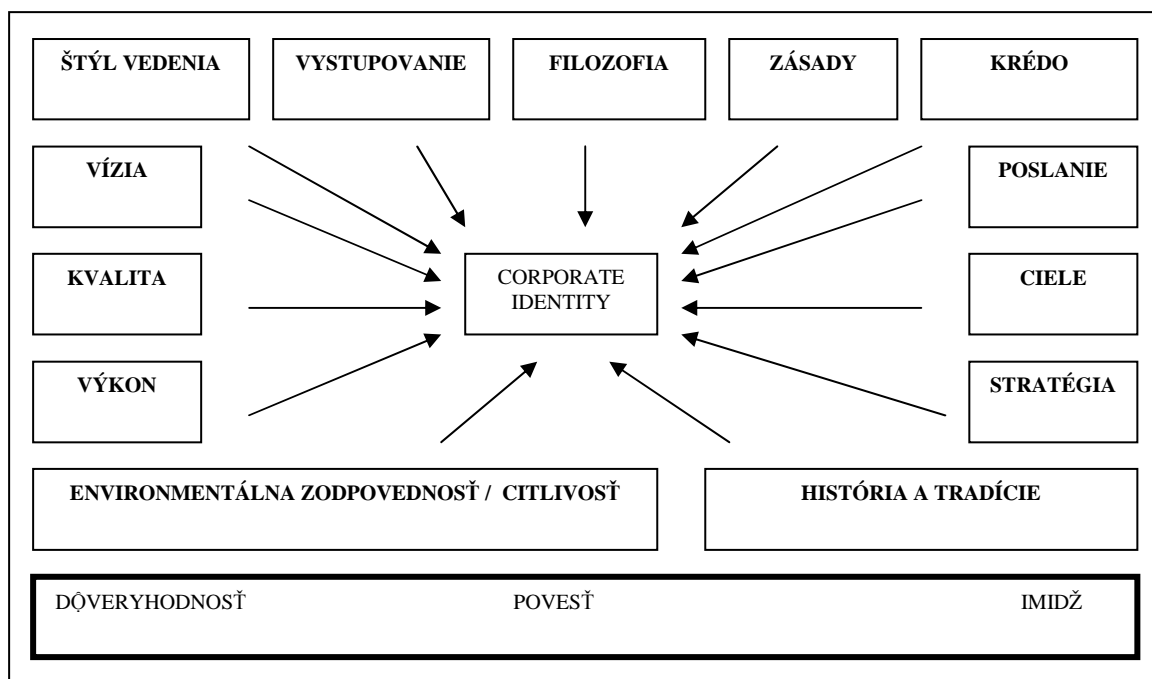 ŠTÝL VEDENIA
VYSTUPOVANIE
FILOZOFIA
ZÁSADY
KRÉDO
VÍZIA
POSLANIE
KVALITA
CORPORATE
IDENTITY
CIELE
VÝKON
STRATÉGIA
ENVIRONMENTÁLNA ZODPOVEDNOSŤ / CITLIVOSŤ
HISTÓRIA A TRADÍCIE
DÔVERYHODNOSŤ
POVESŤ
IMIDŽ